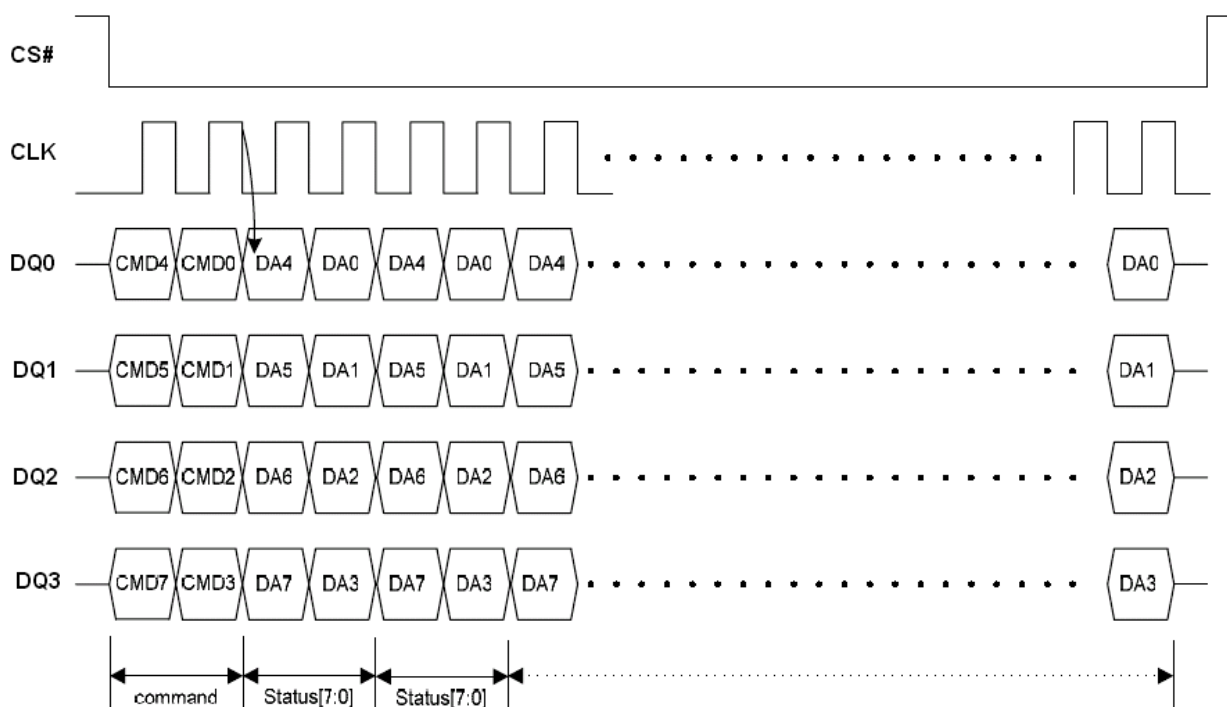 CS#
CLK
DQ0 CMD4 CMD0 DA4 DA0 DA4 DA0 DA4 DA0
DQ1 CMD5 CMD1 DA5 DA1 DA5 DA1 DA5 DA1
DQ2 CMD6 CMD2 DA6 DA2 DA6 DA2 DA6 DA2
DQ3 CMD7 CMD3 DA7 DA3 DA7 DA3 DA7 DA3
command Status[7:0] Status[7:0]